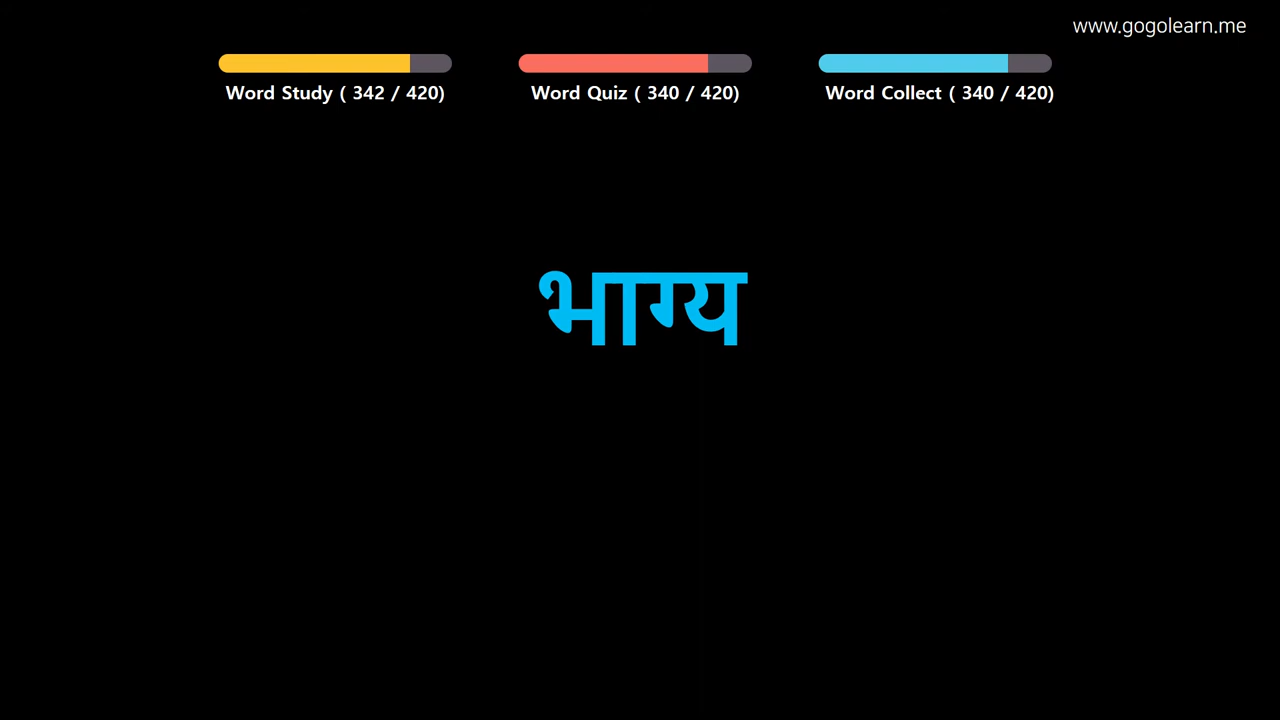 www.gogolearn.me
Word Study ( 342 / 420)
Word Quiz ( 340 / 420)
Word Collect ( 340 / 420)
भाग्य